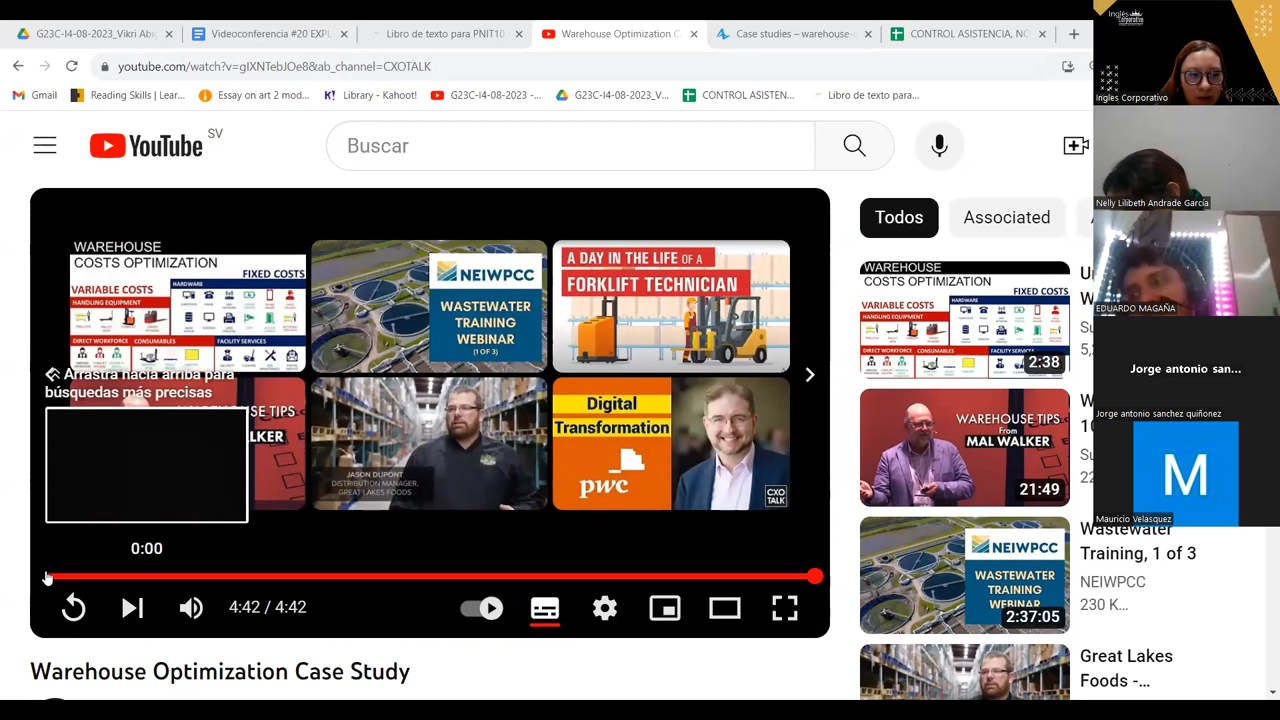 G23C-I4-08-2023_Vikri Abi
Videoconferencia #20 EXPL
Libro de texto para PNIT10
Warehouse Optimization C
Case studies – warehouse-
CONTROL ASISTENCIA, NO
youtube.com/watch?v=gIXNTebJOe8&ab_channel=CXOTALK
Gmail
Reading Skills | Lear...
Essay on art 2 mod...
Library - Kano...
G23C-I4-08-2023 -...
G23C-I4-08-2023_V...
CONTROL ASISTEN...
Libro de texto para...
YouTube
SV
Buscar
WAREHOUSE
COSTS OPTIMIZATION
FIXED COSTS
HARDWARE
VARIABLE COSTS
HANDLING EQUIPMENT
DIRECT WORKFORCE
CONSUMABLES
FACILITY SERVICES
NEIWPCC
WASTEWATER
TRAINING
WEBINAR
(1 OF 3)
A DAY IN THE LIFE OF A
FORKLIFT TECHNICIAN
Arrastra hacia arriba para
búsquedas más precisas
JASON DUPONT
DISTRIBUTION MANAGER,
GREAT LAKES FOODS
Digital
Transformation
pwc
CXO
TALK
0:00
4:42 / 4:42
Warehouse Optimization Case Study
Todos
Associated
WAREHOUSE
COSTS OPTIMIZATION
FIXED COSTS
HARDWARE
VARIABLE COSTS
HANDLING EQUIPMENT
DIRECT WORKFORCE
CONSUMABLES
FACILITY SERVICES
2:38
WAREHOUSE TIPS
From
MAL WALKER
21:49
NEIWPCC
WASTEWATER
TRAINING
WEBINAR
2:37:05
Wastewater
Training, 1 of 3
NEIWPCC
230 K...
Great Lakes
Foods -...
Inglés
Corporativo
Ingles Corporativo
Nelly Lilibeth Andrade García
EDUARDO MAGAÑA
Jorge antonio san...
Jorge antonio sanchez quiñonez
M
Mauricio Velasquez